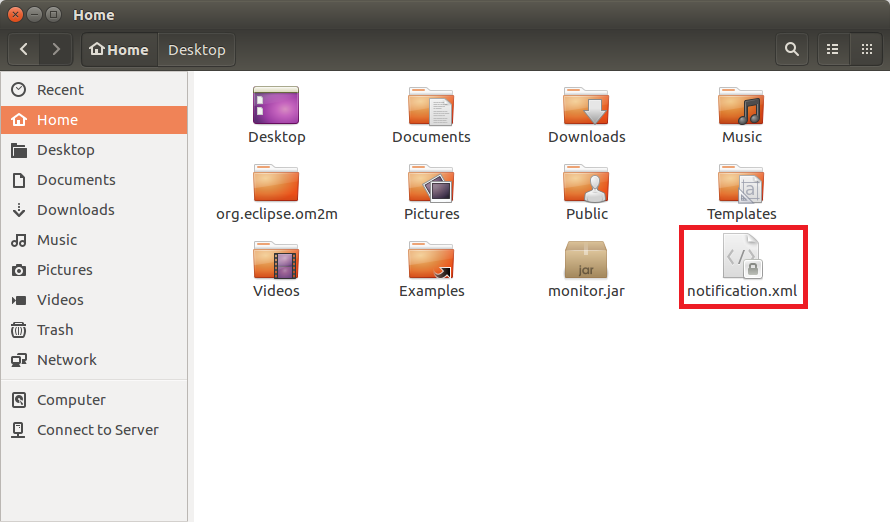 Home
Home
Desktop
Recent
Home
Desktop
Documents
Downloads
Music
Pictures
Videos
Trash
Network
Computer
Connect to Server
Desktop
Documents
Downloads
Music
org.eclipse.om2m
Pictures
Public
Templates
Videos
Examples
jar
monitor.jar
notification.xml